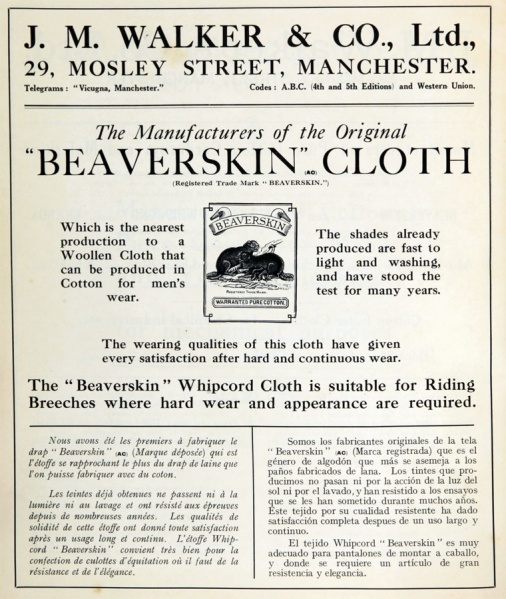 J. M. WALKER & CO., Ltd.,
29, MOSLEY STREET, MANCHESTER.
Telegrams : "Vicugna, Manchester." Codes : A.B.C. (4th and 5th Editions) and Western Union.
The Manufacturers of the Original
"BEAVERSKIN" (AC) CLOTH
(Registered Trade Mark "BEAVERSKIN.")
Which is the nearest
production to a
Woollen Cloth that
can be produced in
Cotton for men's
wear.
BEAVERSKIN
REGISTERED TRADE MARK
WARRANTED PURE COTTON.
The shades already
produced are fast to
light and washing,
and have stood the
test for many years.
The wearing qualities of this cloth have given
every satisfaction after hard and continuous wear.
The "Beaverskin" Whipcord Cloth is suitable for Riding
Breeches where hard wear and appearance are required.
Nous avons été les premiers à fabriquer le
drap "Beaverskin" (AC) (Marque déposée) qui est
l'étoffe se rapprochant le plus du drap de laine que
l'on puisse fabriquer avec du coton.
Les teintes déjà obtenues ne passent ni à la
lumière ni au lavage et ont résisté aux épreuves
depuis de nombreuses années. Les qualités de
solidité de cette étoffe ont donné toute satisfaction
après un usage long et continu. L'étoffe Whip-
cord "Beaverskin" convient très bien pour la
confection de culottes d'équitation où il faut de la
résistance et de l'élégance.
Somos los fabricantes originales de la tela
"Beaverskin" (AC) (Marca registrada) que es el
género de algodón que más se asemeja a los
paños fabricados de lana. Los tintes que pro-
ducimos no pasan ni por la acción de la luz del
sol ni por el lavado, y han resistido a los ensayos
que se les han sometido durante muchos años.
Este tejido por su cualidad resistente ha dado
satisfacción completa despues de un uso largo y
continuo.
El tejido Whipcord "Beaverskin" es muy
adecuado para pantalones de montar a caballo,
y donde se requiere un artículo de gran
resistencia y elegancia.